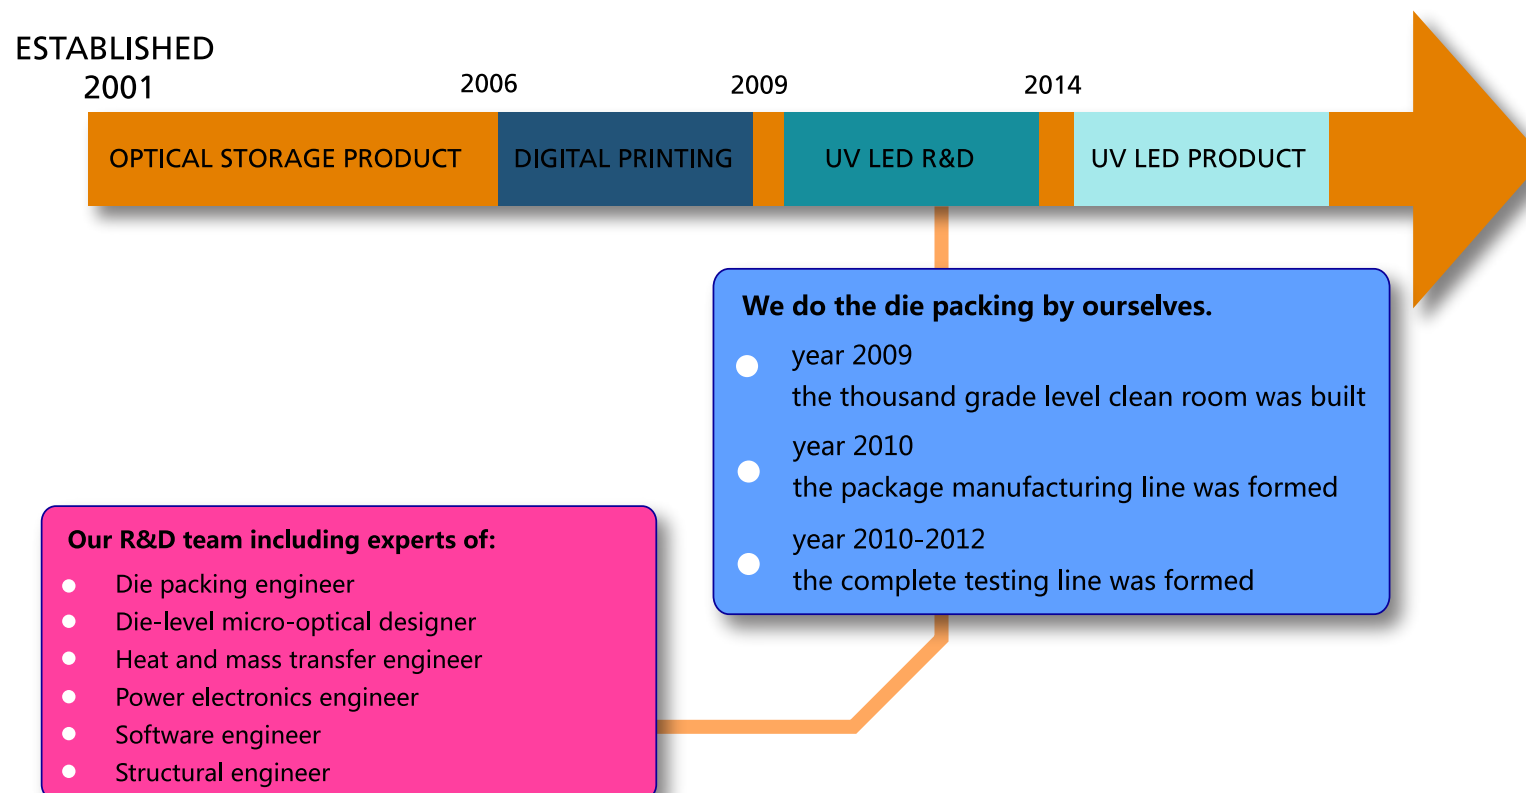 ESTABLISHED
2001
2006
2009
2014
OPTICAL STORAGE PRODUCT
DIGITAL PRINTING
UV LED R&D
UV LED PRODUCT
We do the die packing by ourselves.
year 2009
the thousand grade level clean room was built
year 2010
the package manufacturing line was formed
year 2010-2012
the complete testing line was formed
Our R&D team including experts of:
Die packing engineer
Die-level micro-optical designer
Heat and mass transfer engineer
Power electronics engineer
Software engineer
Structural engineer